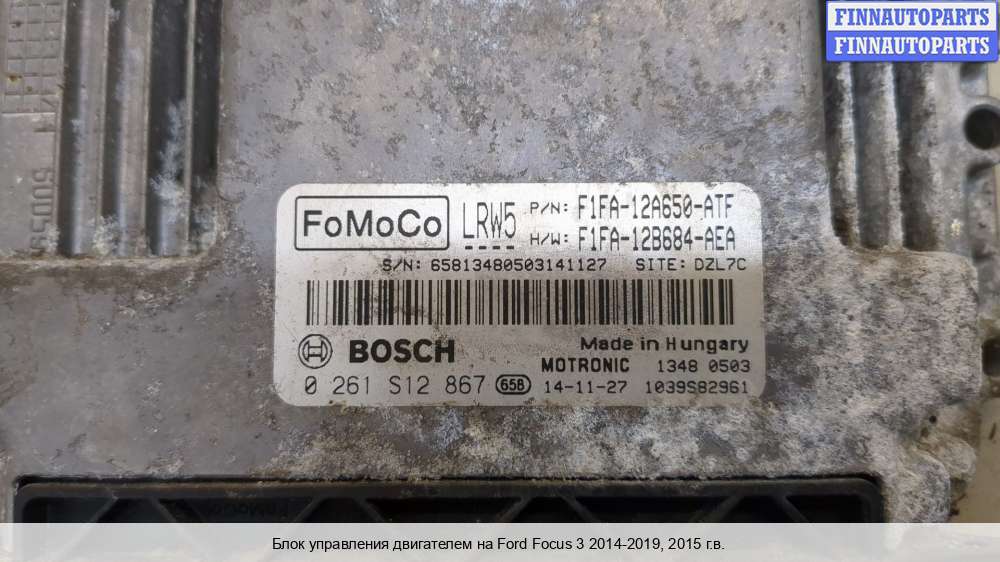 FINNAUTOPARTS
FINNAUTOPARTS
FoMoCo LRW5 P/N: F1FA-12A650-ATF
H/W: F1FA-12B684-AEA
S/N: 65813480503141127 SITE: DZL7C
BOSCH Made in Hungary
MOTRONIC 1348 0503
0 261 S12 867 65B 14-11-27 1039S82961
FoMoCo
Блок управления двигателем на Ford Focus 3 2014-2019, 2015 г.в.